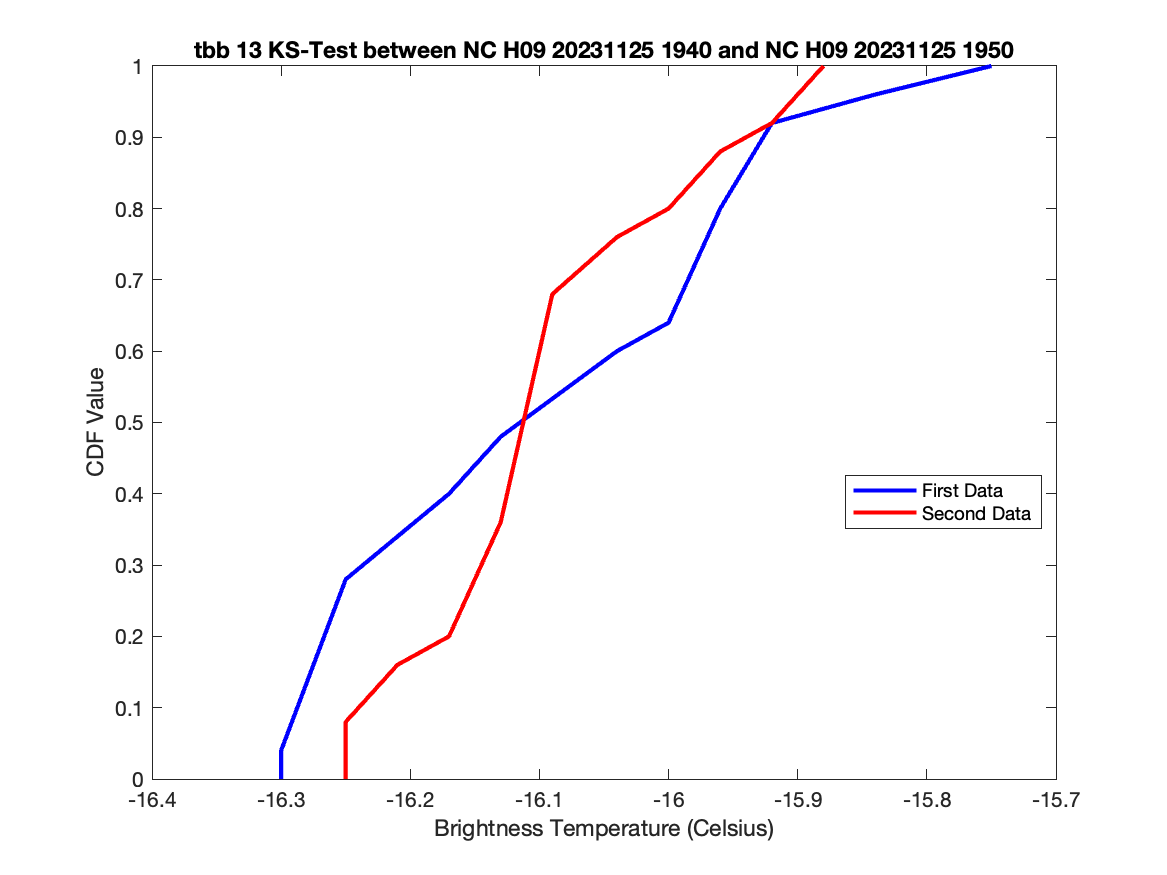 tbb 13 KS-Test between NC H09 20231125 1940 and NC H09 20231125 1950
1
0.9
0.8
0.7
0.6
0.5
0.4
0.3
0.2
0.1
0
CDF Value
First Data
Second Data
-16.4 -16.3 -16.2 -16.1 -16 -15.9 -15.8 -15.7
Brightness Temperature (Celsius)